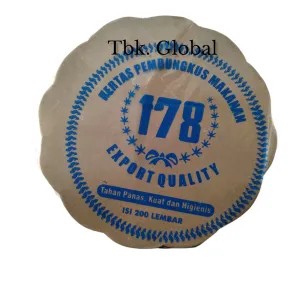 Tbk. Global
KERTAS PEMBUNGKUS MAKANAN
178
EXPORT QUALITY
Tahan Panas, Kuat dan Higienis
ISI 200 LEMBAR